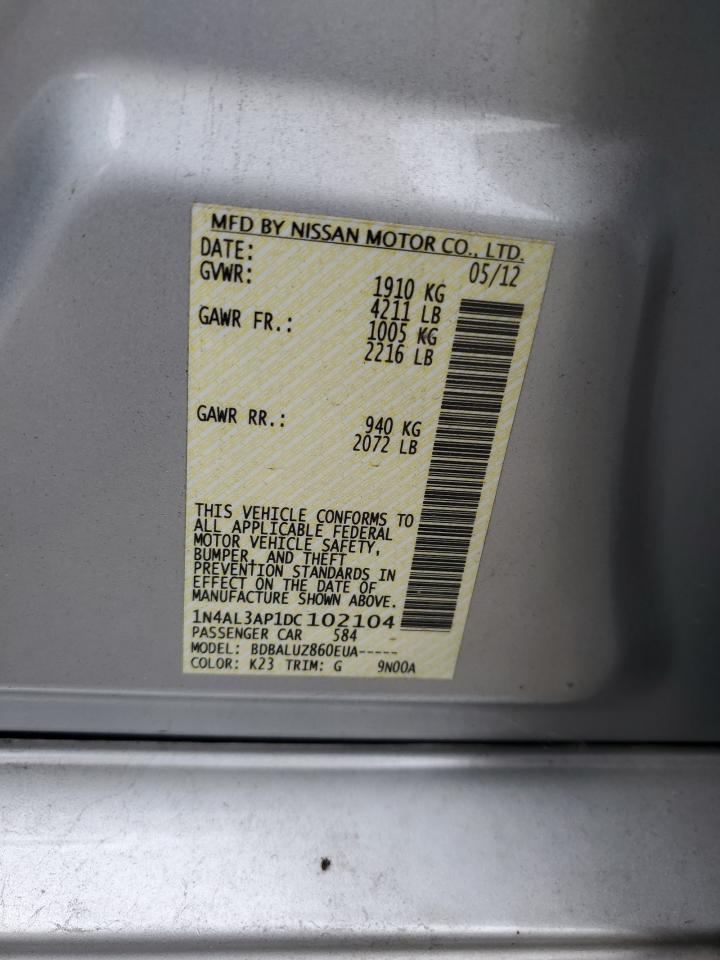 MFD BY NISSAN MOTOR CO., LTD.
DATE: 05/12
GVWR: 1910 KG
4211 LB
GAWR FR.: 1005 KG
2216 LB
GAWR RR.: 940 KG
2072 LB
THIS VEHICLE CONFORMS TO
ALL APPLICABLE FEDERAL
MOTOR VEHICLE SAFETY,
BUMPER, AND THEFT
PREVENTION STANDARDS IN
EFFECT ON THE DATE OF
MANUFACTURE SHOWN ABOVE.
1N4AL3AP1DC102104
PASSENGER CAR 584
MODEL: BDBALUZ860EUA-----
COLOR: K23 TRIM: G 9N00A